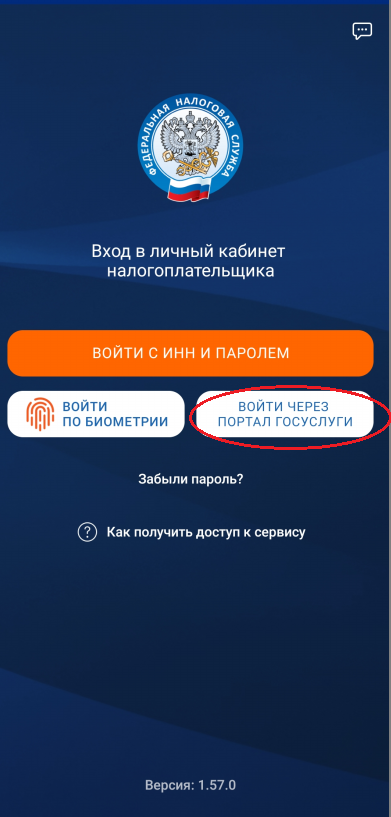 ФЕДЕРАЛЬНАЯ НАЛОГОВАЯ СЛУЖБА
Вход в личный кабинет
налогоплательщика
ВОЙТИ С ИНН И ПАРОЛЕМ
ВОЙТИ
ПО БИОМЕТРИИ
ВОЙТИ ЧЕРЕЗ
ПОРТАЛ ГОСУСЛУГИ
Забыли пароль?
? Как получить доступ к сервису
Версия: 1.57.0